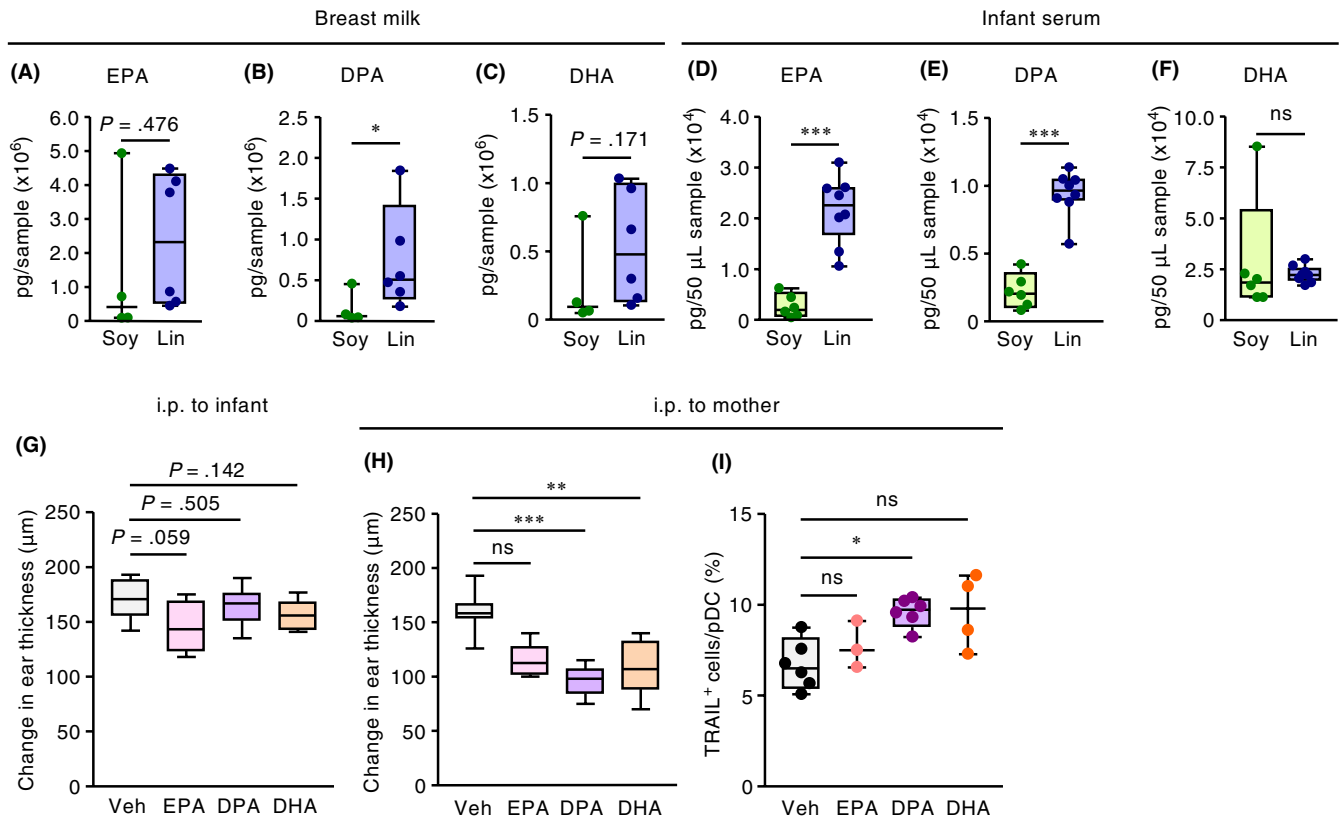 Breast milk
Infant serum
(A) EPA
(B) DPA
(C) DHA
(D) EPA
(E) DPA
(F) DHA
pg/sample (x10⁶)
6.0
5.0
4.0
3.0
2.0
1.0
0
P = .476
Soy Lin
pg/sample (x10⁶)
2.5
2.0
1.5
1.0
0.5
0
*
Soy Lin
pg/sample (x10⁶)
1.5
1.0
0.5
0
P = .171
Soy Lin
pg/50 µL sample (x10⁴)
4.0
3.0
2.0
1.0
0
***
Soy Lin
pg/50 µL sample (x10⁴)
1.5
1.0
0.5
0
***
Soy Lin
pg/50 µL sample (x10⁴)
10.0
7.5
5.0
2.5
0
ns
Soy Lin
i.p. to infant
i.p. to mother
(G)
Change in ear thickness (µm)
250
200
150
100
50
0
P = .142
P = .505
P = .059
Veh EPA DPA DHA
(H)
Change in ear thickness (µm)
250
200
150
100
50
0
**
***
ns
Veh EPA DPA DHA
(I)
TRAIL⁺ cells/pDC (%)
15
10
5
0
ns
*
ns
Veh EPA DPA DHA